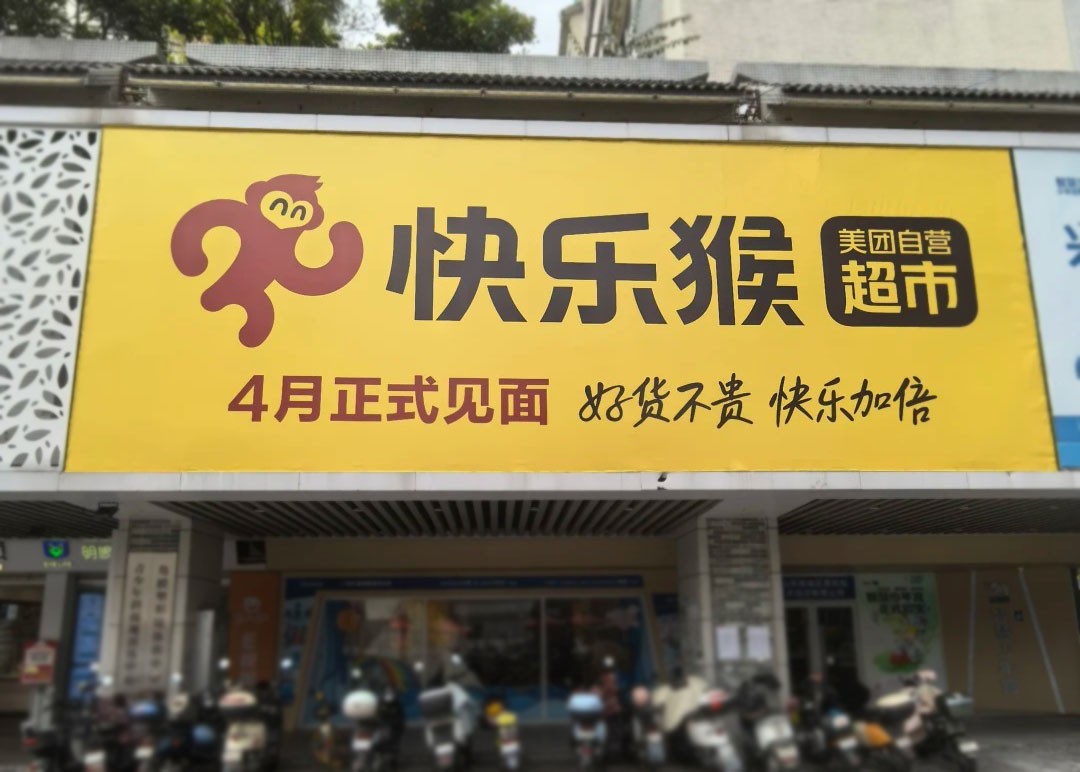 快乐猴
美团自营
超市
4月正式见面 好货不贵 快乐加倍